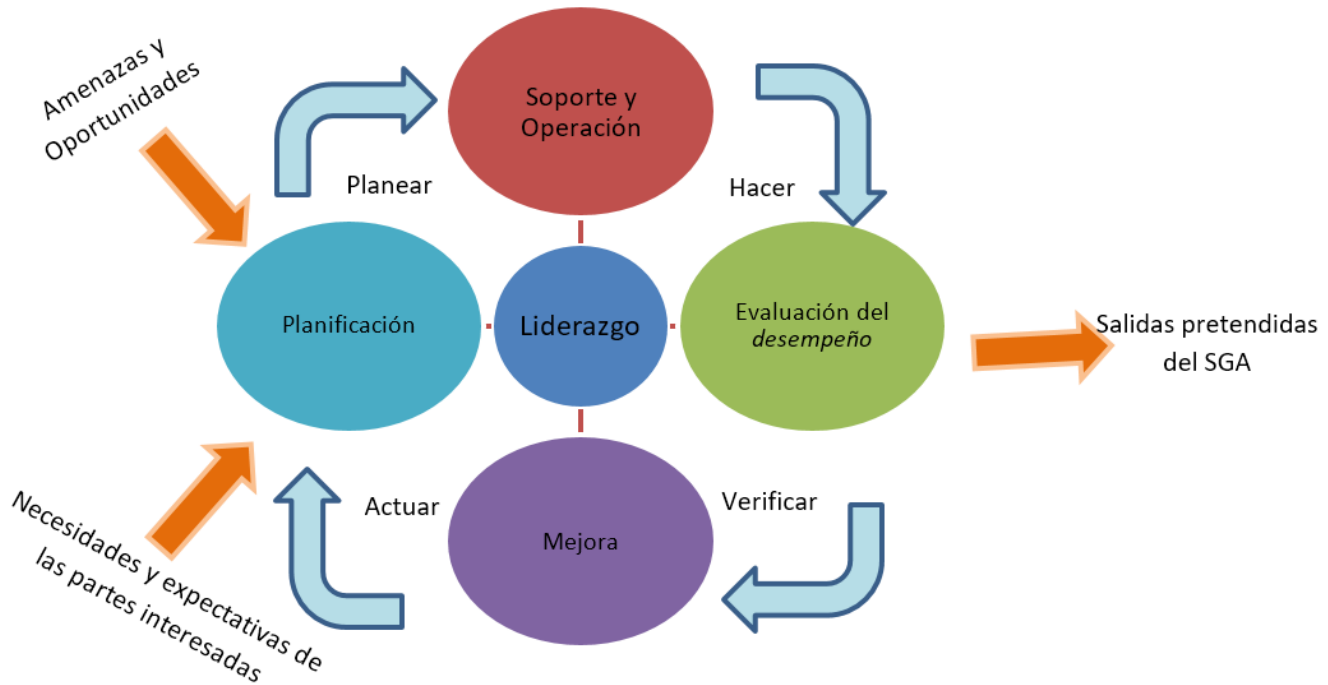 Amenazas y
Oportunidades
Soporte y
Operación
Planear
Hacer
Planificación
Liderazgo
Evaluación del
desempeño
Salidas pretendidas
del SGA
Actuar
Verificar
Mejora
Necesidades y expectativas de
las partes interesadas